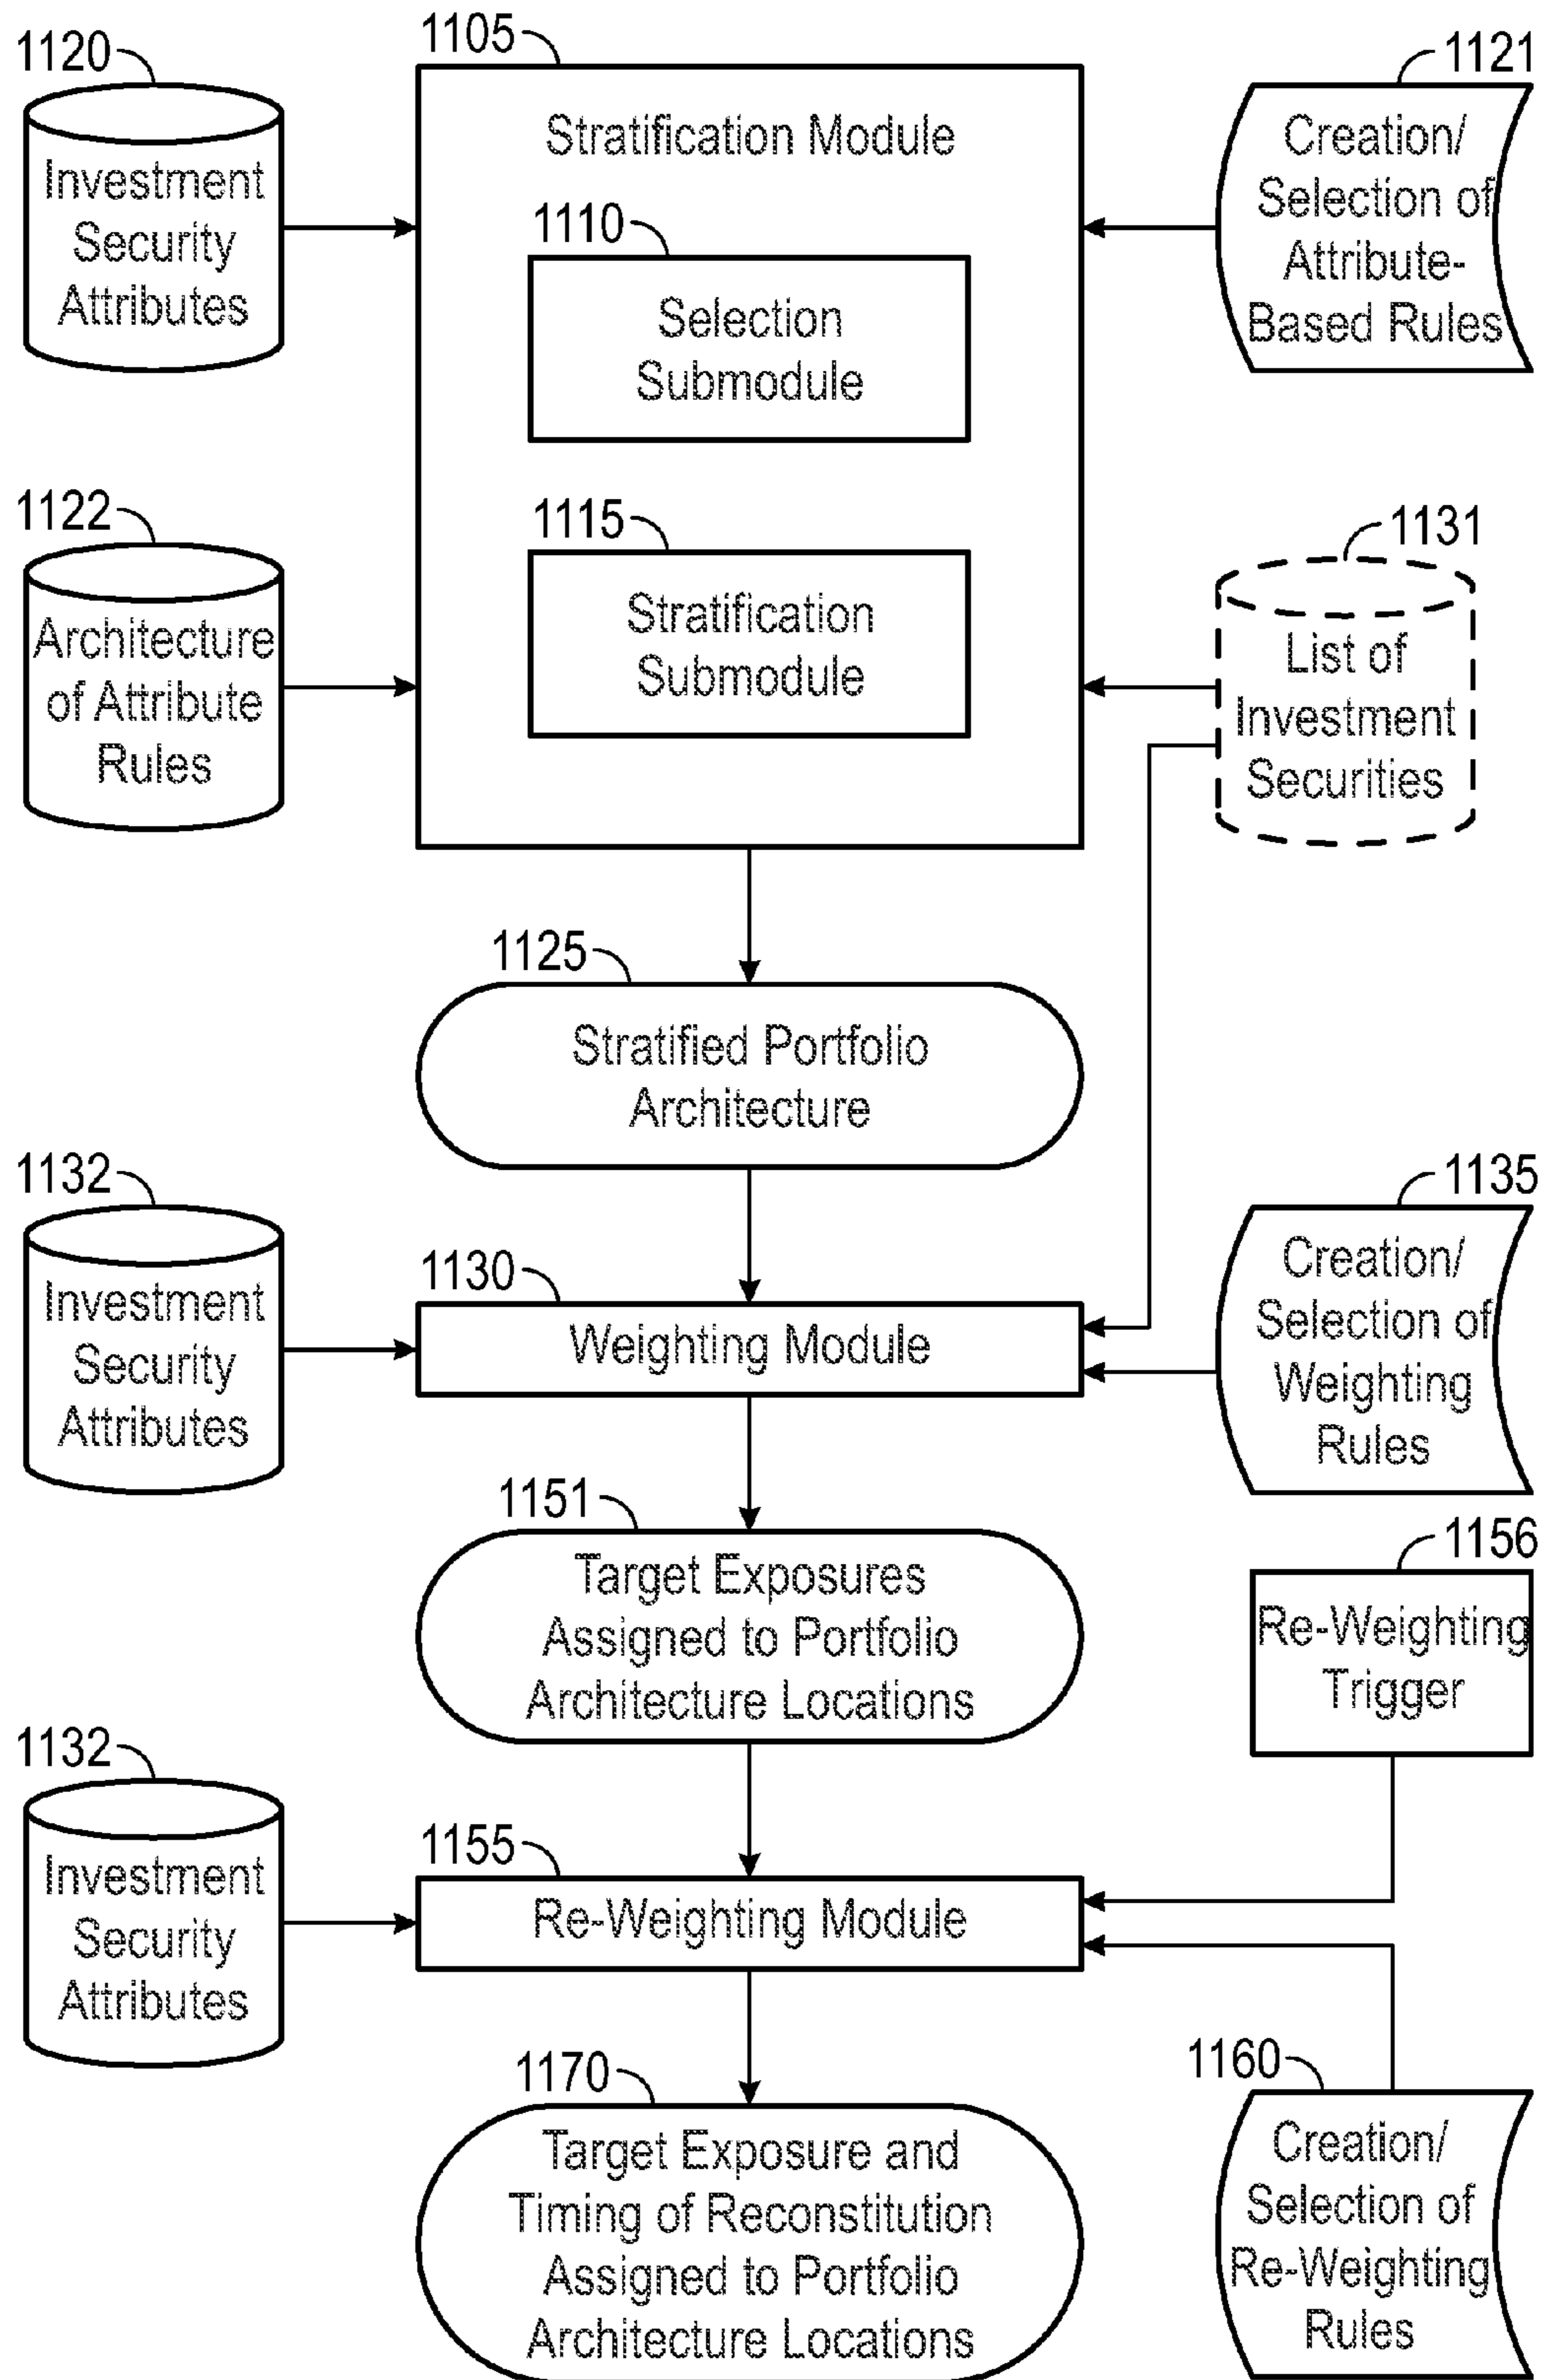 1120
1105
1121
Investment
Security
Attributes
Stratification Module
Creation/
Selection of
Attribute-
Based Rules
1110
Selection
Submodule
1122
1115
1131
Architecture
of Attribute
Rules
Stratification
Submodule
List of
Investment
Securities
1125
Stratified Portfolio
Architecture
1132
1130
1135
Investment
Security
Attributes
Weighting Module
Creation/
Selection of
Weighting
Rules
1151
Target Exposures
Assigned to Portfolio
Architecture Locations
1156
Re-Weighting
Trigger
1132
1155
Investment
Security
Attributes
Re-Weighting Module
1170
1160
Target Exposure and
Timing of Reconstitution
Assigned to Portfolio
Architecture Locations
Creation/
Selection of
Re-Weighting
Rules